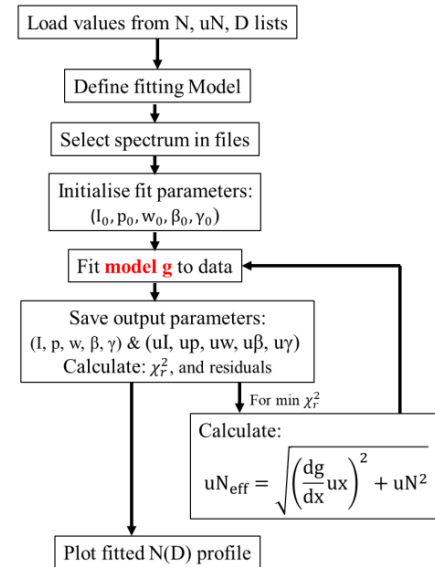 Load values from N, uN, D lists
Define fitting Model
Select spectrum in files
Initialise fit parameters:
(I₀, p₀, w₀, β₀, γ₀)
Fit model g to data
Save output parameters:
(I, p, w, β, γ) & (uI, up, uw, uβ, uγ)
Calculate: χᵣ², and residuals
For min χᵣ²
Calculate:
uN_eff = √((dg/dx ux)² + uN²)
Plot fitted N(D) profile